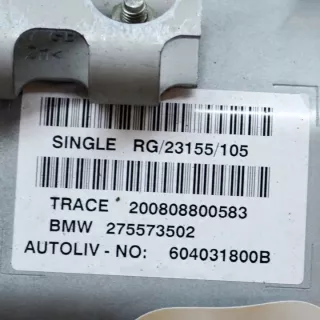 SINGLE RG/23155/105
TRACE * 200808800583
BMW 275573502
AUTOLIV - NO: 604031800B